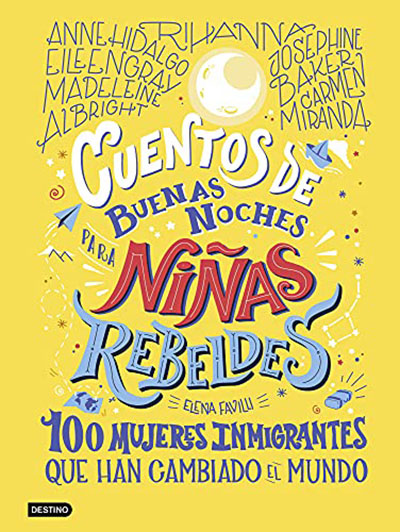 ANNE HIDALGO
EILEEN GRAY
MADELEINE
ALBRIGHT
RIHANNA
JOSEPHINE
BAKER
CARMEN
MIRANDA
CUENTOS DE
BUENAS
NOCHES
PARA
NIÑAS
REBELDES
ELENA FAVILLI
100 MUJERES INMIGRANTES
QUE HAN CAMBIADO EL MUNDO
DESTINO